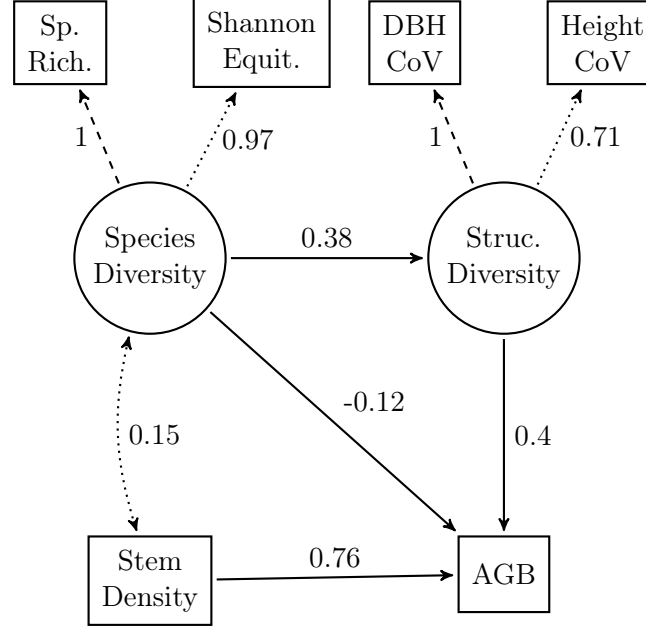 Sp.
Rich.
Shannon
Equit.
DBH
CoV
Height
CoV
1
0.97
1
0.71
Species
Diversity
0.38
Struc.
Diversity
-0.12
0.15
0.4
Stem
Density
0.76
AGB